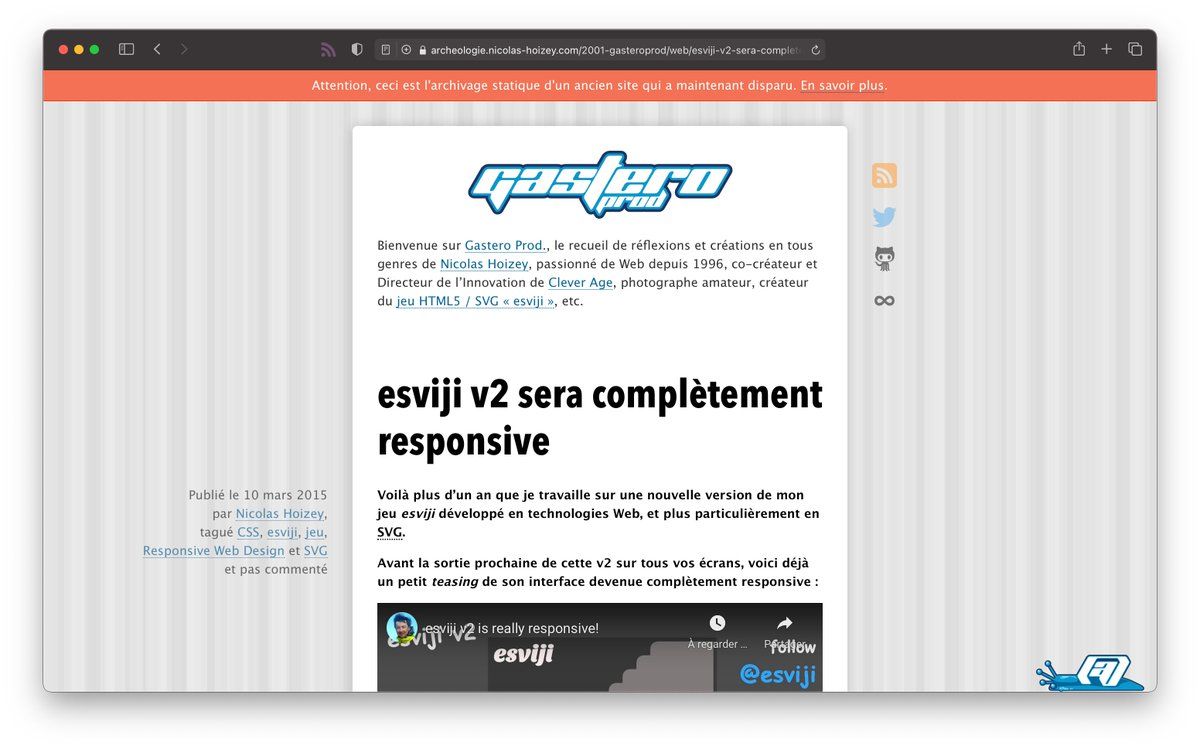 archeologie.nicolas-hoizey.com/2001-gasteroprod/web/esviji-v2-sera-complet
Attention, ceci est l'archivage statique d'un ancien site qui a maintenant disparu. En savoir plus.
gastero
prod
Bienvenue sur Gastero Prod., le recueil de réflexions et créations en tous
genres de Nicolas Hoizey, passionné de Web depuis 1996, co-créateur et
Directeur de l’Innovation de Clever Age, photographe amateur, créateur
du jeu HTML5 / SVG « esviji », etc.
esviji v2 sera complètement
responsive
Publié le 10 mars 2015
par Nicolas Hoizey,
tagué CSS, esviji, jeu,
Responsive Web Design et SVG
et pas commenté
Voilà plus d’un an que je travaille sur une nouvelle version de mon
jeu esviji développé en technologies Web, et plus particulièrement en
SVG.
Avant la sortie prochaine de cette v2 sur tous vos écrans, voici déjà
un petit teasing de son interface devenue complètement responsive :
esviji v2 is really responsive!
esviji v2
À regarder ...
Partager
esviji
follow
@esviji
@